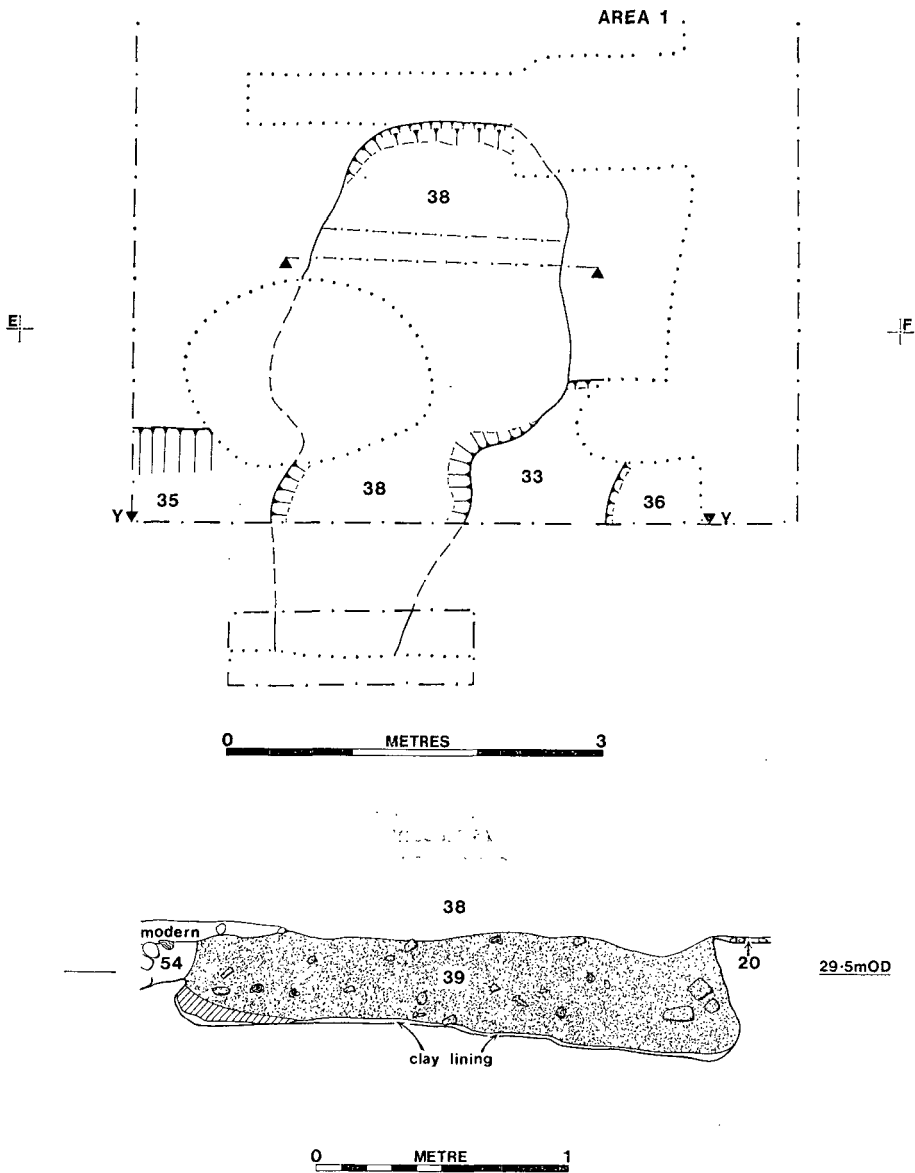 AREA 1
38
E
F
35
38
33
36
Y
Y
0 METRES 3
38
modern
54
39
20
29·5mOD
clay lining
0 METRE 1